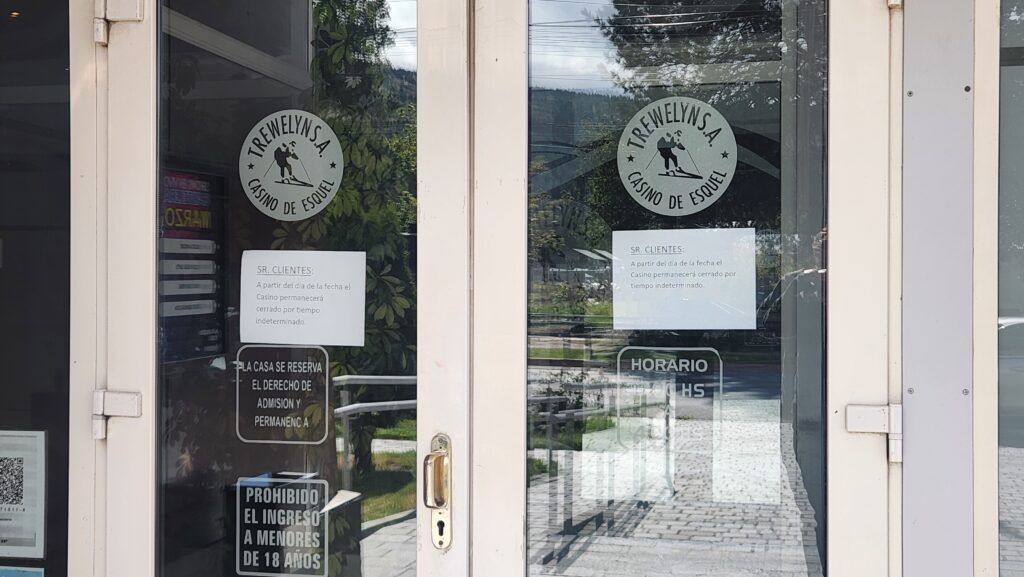 TREWELYN S.A.
CASINO DE ESQUEL
SR. CLIENTES:
A partir del día de la fecha el
Casino permanecerá
cerrado por tiempo
indeterminado.
LA CASA SE RESERVA
EL DERECHO DE
ADMISION Y
PERMANENCIA
PROHIBIDO
EL INGRESO
A MENORES
DE 18 AÑOS
MARZO
TREWELYN S.A.
CASINO DE ESQUEL
SR. CLIENTES:
A partir del día de la fecha el
Casino permanecerá cerrado por
tiempo indeterminado.
HORARIO
HS